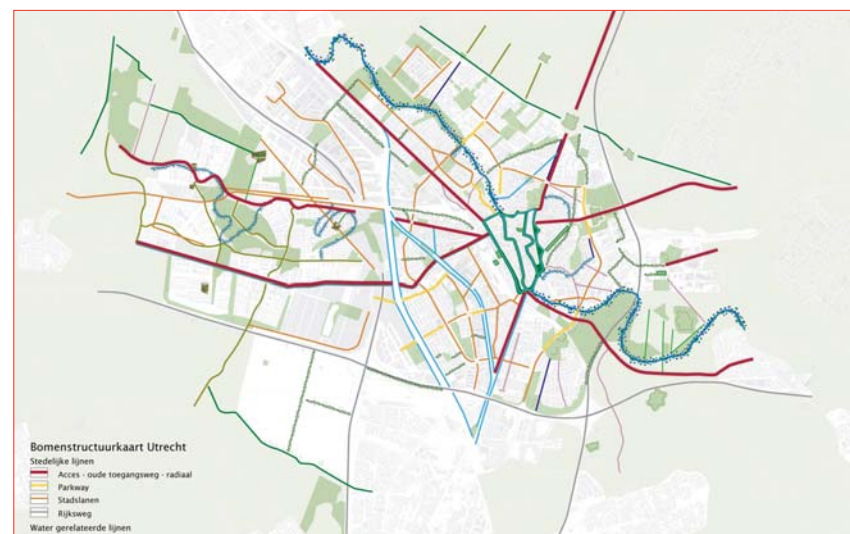 Bomenstructuurkaart Utrecht
Stedelijke lijnen
Acces - oude toegangsweg - radiaal
Parkway
Stadslanen
Rijksweg
Water gerelateerde lijnen